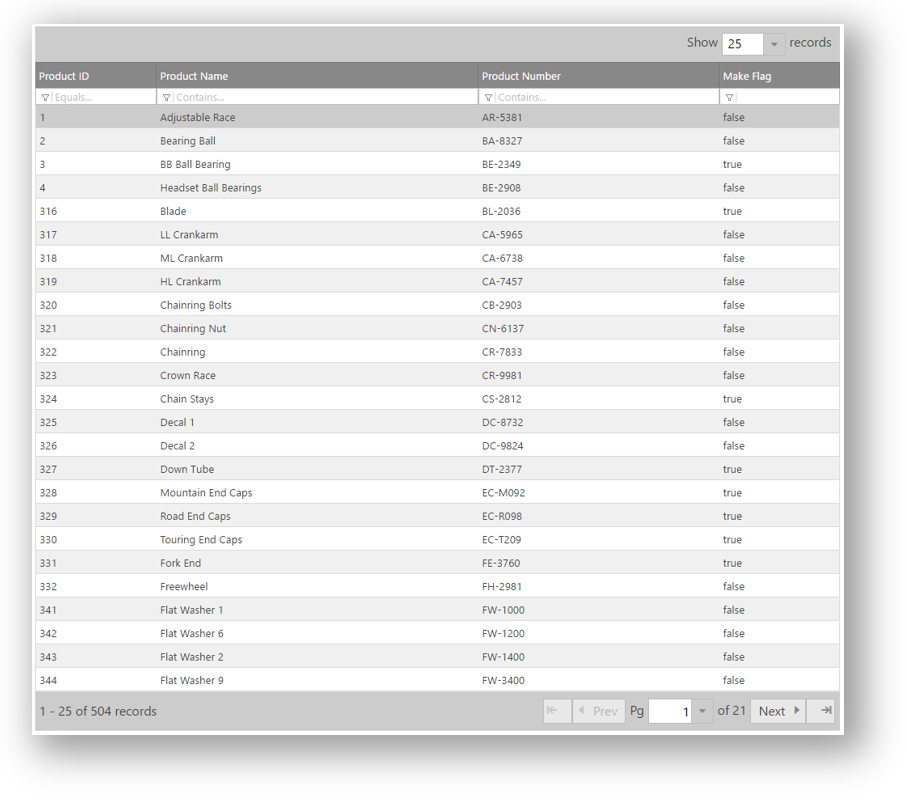 Show 25 records
Product ID Product Name Product Number Make Flag
Equals... Contains... Contains...
1 Adjustable Race AR-5381 false
2 Bearing Ball BA-8327 false
3 BB Ball Bearing BE-2349 true
4 Headset Ball Bearings BE-2908 false
316 Blade BL-2036 true
317 LL Crankarm CA-5965 false
318 ML Crankarm CA-6738 false
319 HL Crankarm CA-7457 false
320 Chainring Bolts CB-2903 false
321 Chainring Nut CN-6137 false
322 Chainring CR-7833 false
323 Crown Race CR-9981 false
324 Chain Stays CS-2812 true
325 Decal 1 DC-8732 false
326 Decal 2 DC-9824 false
327 Down Tube DT-2377 true
328 Mountain End Caps EC-M092 true
329 Road End Caps EC-R098 true
330 Touring End Caps EC-T209 true
331 Fork End FE-3760 true
332 Freewheel FH-2981 false
341 Flat Washer 1 FW-1000 false
342 Flat Washer 6 FW-1200 false
343 Flat Washer 2 FW-1400 false
344 Flat Washer 9 FW-3400 false
1 - 25 of 504 records Prev Pg 1 of 21 Next